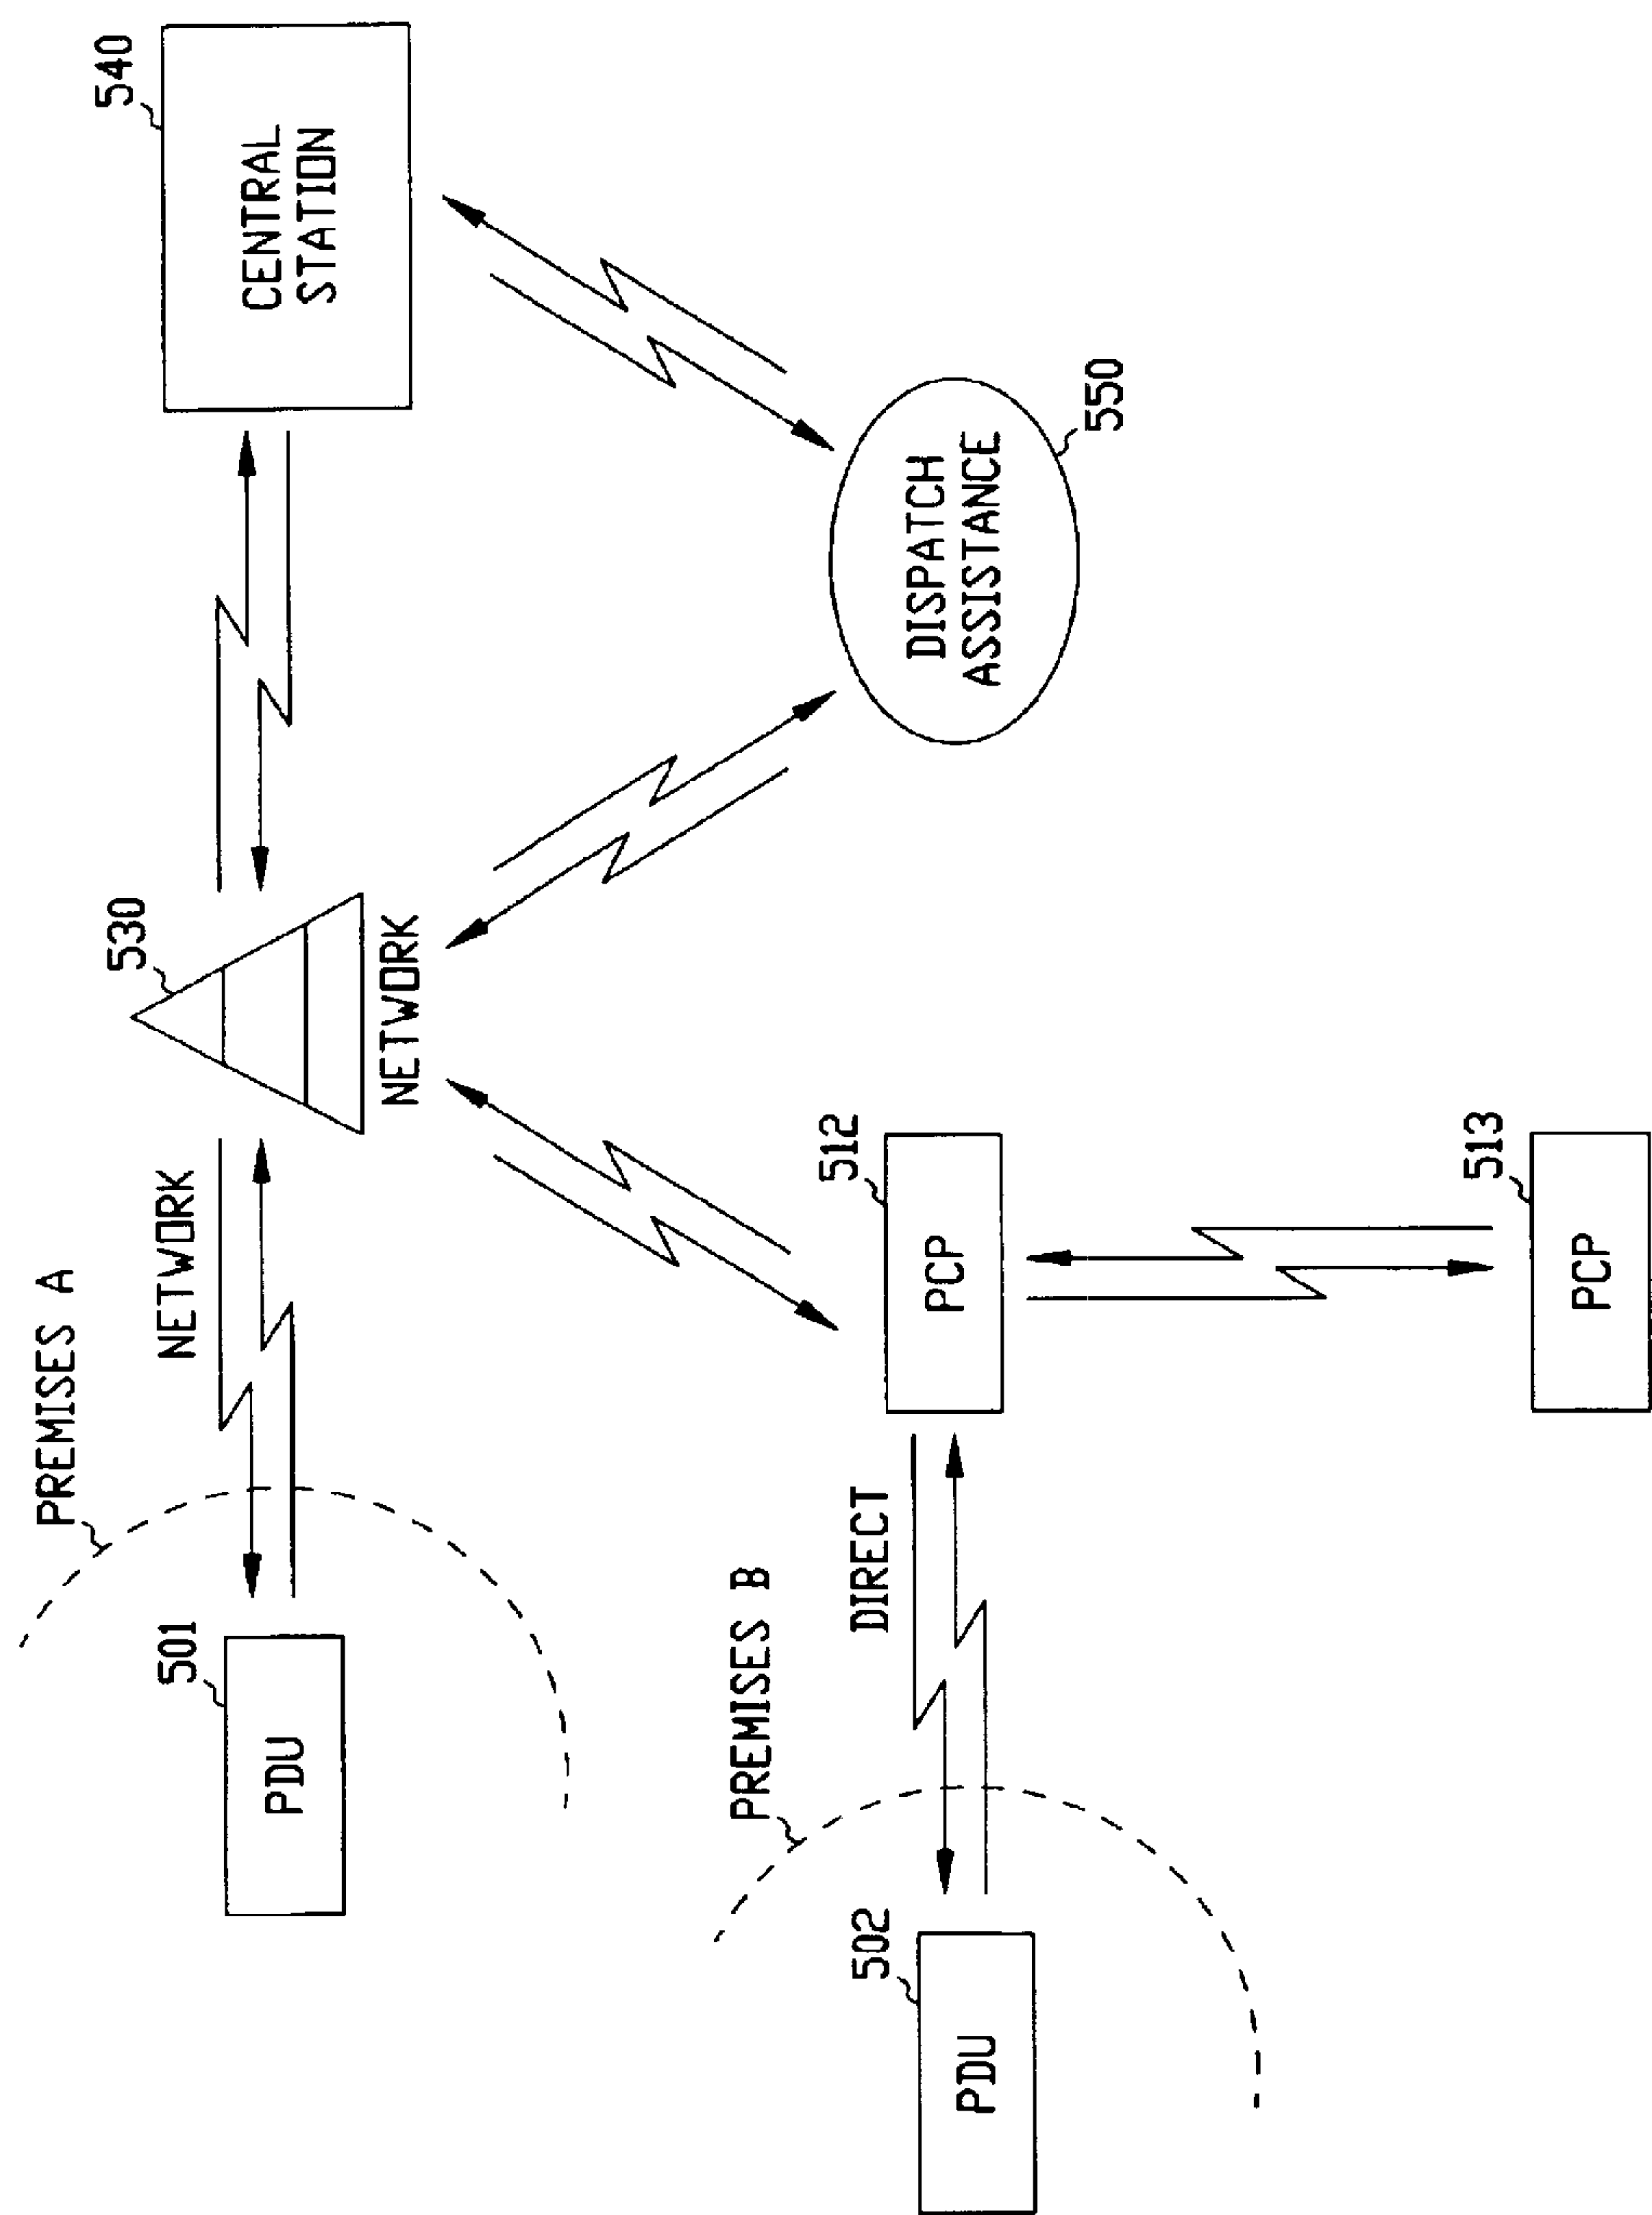 PREMISES A
501
PDU
NETWORK
530
NETWORK
540
CENTRAL
STATION
PREMISES B
502
PDU
DIRECT
512
PCP
513
PCP
DISPATCH
ASSISTANCE
550